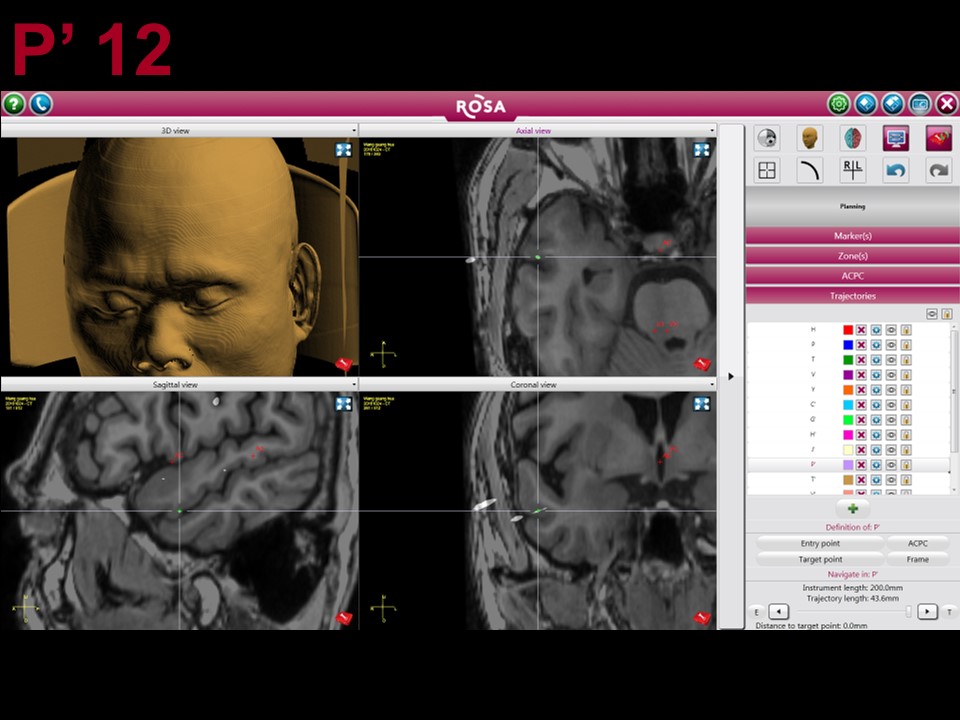 P’ 12
ROSA
3D view
Axial view
Sagittal view
Coronal view
R|L
Planning
Marker(s)
Zone(s)
ACPC
Trajectories
H
P
T
V
Y
C'
G'
H'
J'
P'
T'
Definition of: P'
Entry point
ACPC
Target point
Frame
Navigate in: P'
Instrument length: 200.0mm
Trajectory length: 43.6mm
E
T
Distance to target point: 0.0mm